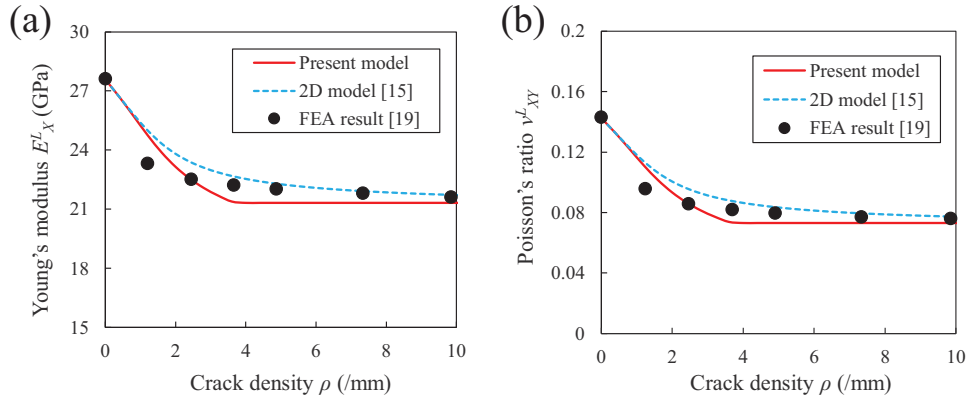 (a)
30
27
24
21
18
15
0
2
4
6
8
10
Young's modulus E^L_X (GPa)
Crack density ρ (/mm)
Present model
2D model [15]
FEA result [19]
(b)
0.2
0.16
0.12
0.08
0.04
0
0
2
4
6
8
10
Poisson's ratio ν^L_XY
Crack density ρ (/mm)
Present model
2D model [15]
FEA result [19]